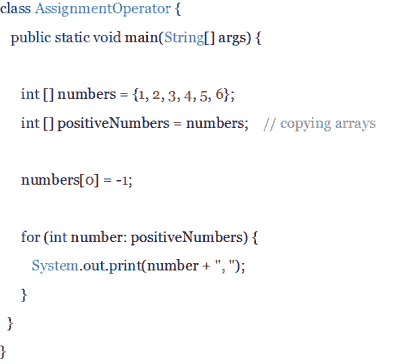 class AssignmentOperator {
public static void main(String[] args) {
int [] numbers = {1, 2, 3, 4, 5, 6};
int [] positiveNumbers = numbers;    // copying arrays
numbers[0] = -1;
for (int number: positiveNumbers) {
System.out.print(number + ", ");
}
}
}